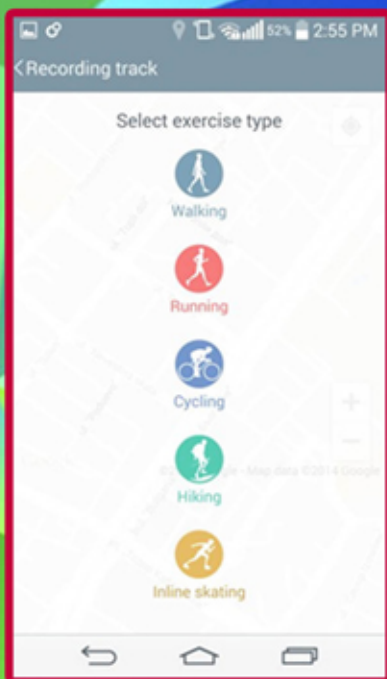 52% 2:55 PM
<Recording track
Select exercise type
Walking
Running
Cycling
Hiking
- Map data ©2014 Google
Inline skating